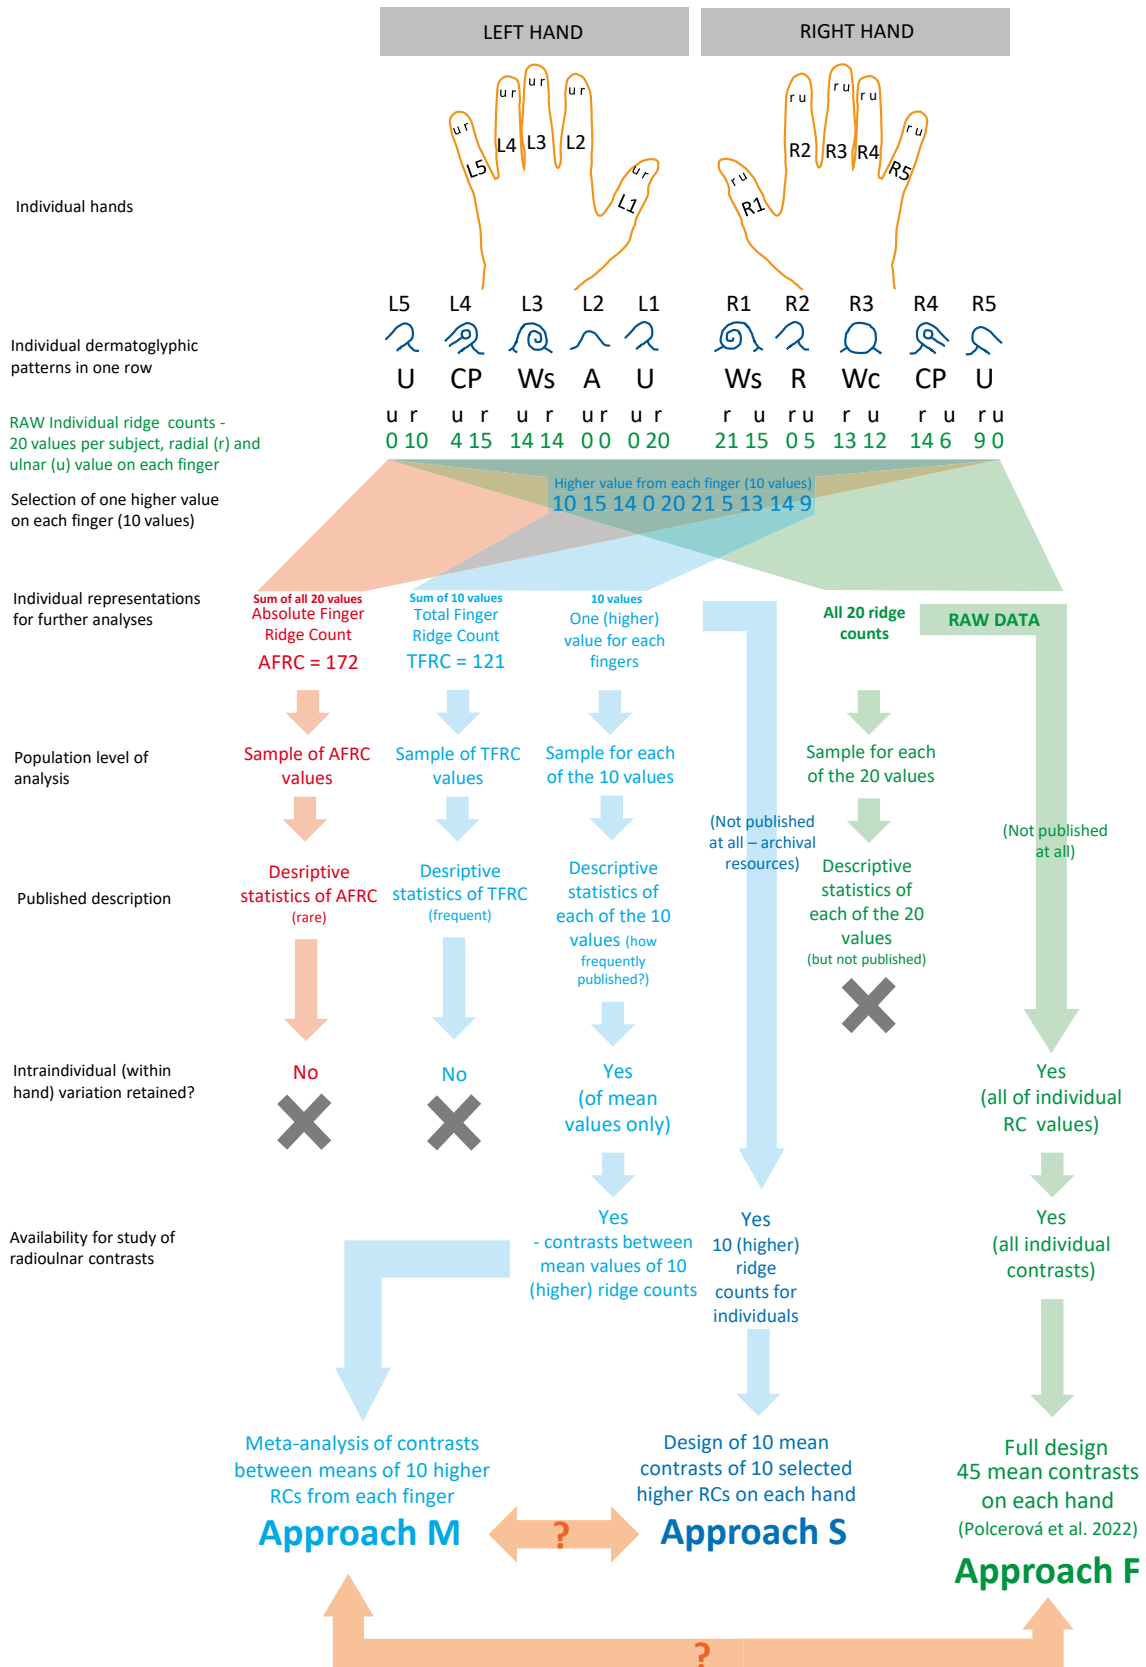 LEFT HAND
RIGHT HAND
u r
u r
u r
u r
u r
r u
r u
r u
r u
r u
L5
L4
L3
L2
L1
R1
R2
R3
R4
R5
Individual hands
L5 L4 L3 L2 L1 R1 R2 R3 R4 R5
Individual dermatoglyphic
patterns in one row
U CP Ws A U Ws R Wc CP U
u r u r u r u r u r r u r u r u r u r u
RAW Individual ridge counts -
20 values per subject, radial (r) and
ulnar (u) value on each finger
0 10 4 15 14 14 0 0 0 20 21 15 0 5 13 12 14 6 9 0
Selection of one higher value
on each finger (10 values)
Higher value from each finger (10 values)
10 15 14 0 20 21 5 13 14 9
Individual representations
for further analyses
Sum of all 20 values
Absolute Finger
Ridge Count
AFRC = 172
Sum of 10 values
Total Finger
Ridge Count
TFRC = 121
10 values
One (higher)
value for each
fingers
All 20 ridge
counts
RAW DATA
Population level of
analysis
Sample of AFRC
values
Sample of TFRC
values
Sample for each
of the 10 values
Sample for each
of the 20 values
(Not published
at all – archival
resources)
(Not published
at all)
Published description
Desriptive
statistics of AFRC
(rare)
Desriptive
statistics of TFRC
(frequent)
Descriptive
statistics of
each of the 10
values (how
frequently
published?)
Descriptive
statistics of
each of the 20
values
(but not published)
Intraindividual (within
hand) variation retained?
No
No
Yes
(of mean
values only)
Yes
(all of individual
RC values)
Availability for study of
radioulnar contrasts
Yes
- contrasts between
mean values of 10
(higher) ridge counts
Yes
10 (higher)
ridge
counts for
individuals
Yes
(all individual
contrasts)
Meta-analysis of contrasts
between means of 10 higher
RCs from each finger
Approach M
?
Design of 10 mean
contrasts of 10 selected
higher RCs on each hand
Approach S
Full design
45 mean contrasts
on each hand
(Polcerová et al. 2022)
Approach F
?